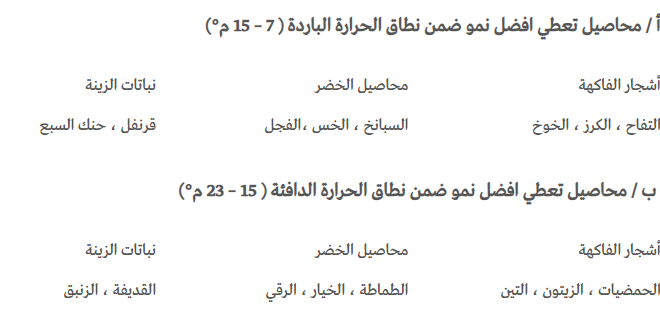 أ / محاصيل تعطي افضل نمو ضمن نطاق الحرارة الباردة ( 7 – 15 م°)
أشجار الفاكهة محاصيل الخضر نباتات الزينة
التفاح ، الكرز ، الخوخ السبانخ ، الخس ،الفجل قرنفل ، حنك السبع
ب / محاصيل تعطي افضل نمو ضمن نطاق الحرارة الدافئة ( 15 – 23 م°)
أشجار الفاكهة محاصيل الخضر نباتات الزينة
الحمضيات ، الزيتون ، التين الطماطة ، الخيار ، الرقي القديفة ، الزنبق